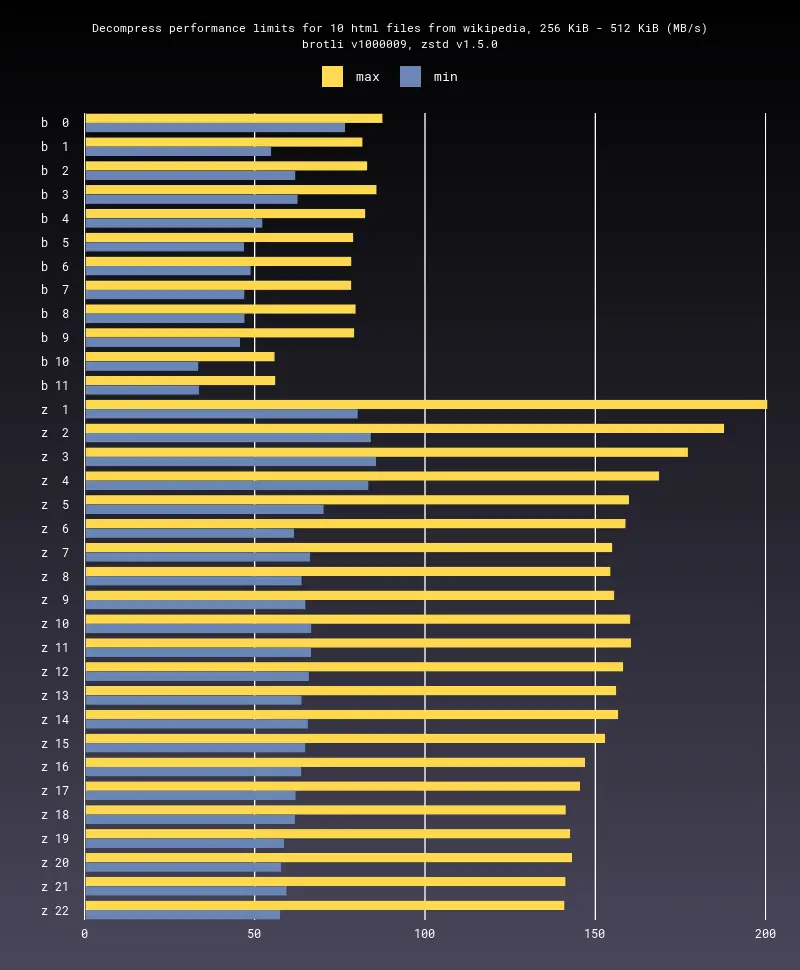 Decompress performance limits for 10 html files from wikipedia, 256 KiB - 512 KiB (MB/s)
brotli v1000009, zstd v1.5.0
max min
b 0
b 1
b 2
b 3
b 4
b 5
b 6
b 7
b 8
b 9
b 10
b 11
z 1
z 2
z 3
z 4
z 5
z 6
z 7
z 8
z 9
z 10
z 11
z 12
z 13
z 14
z 15
z 16
z 17
z 18
z 19
z 20
z 21
z 22
0 50 100 150 200